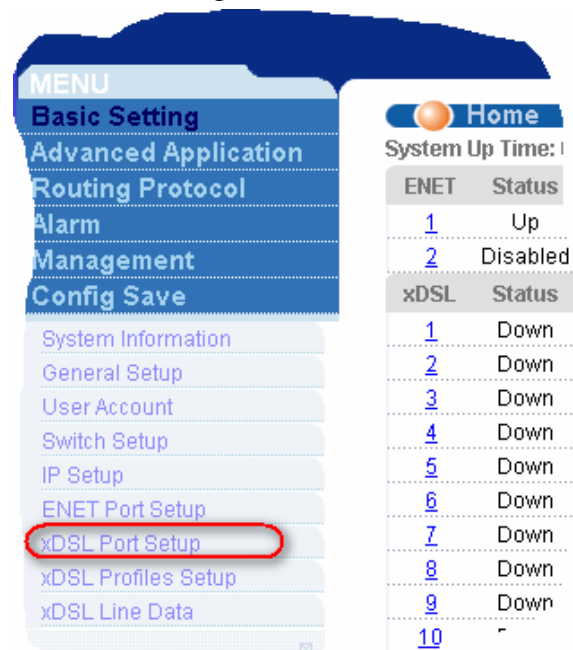 MENU
Basic Setting
Advanced Application
Routing Protocol
Alarm
Management
Config Save
System Information
General Setup
User Account
Switch Setup
IP Setup
ENET Port Setup
xDSL Port Setup
xDSL Profiles Setup
xDSL Line Data
Home
System Up Time:
ENET Status
1 Up
2 Disabled
xDSL Status
1 Down
2 Down
3 Down
4 Down
5 Down
6 Down
7 Down
8 Down
9 Down
10